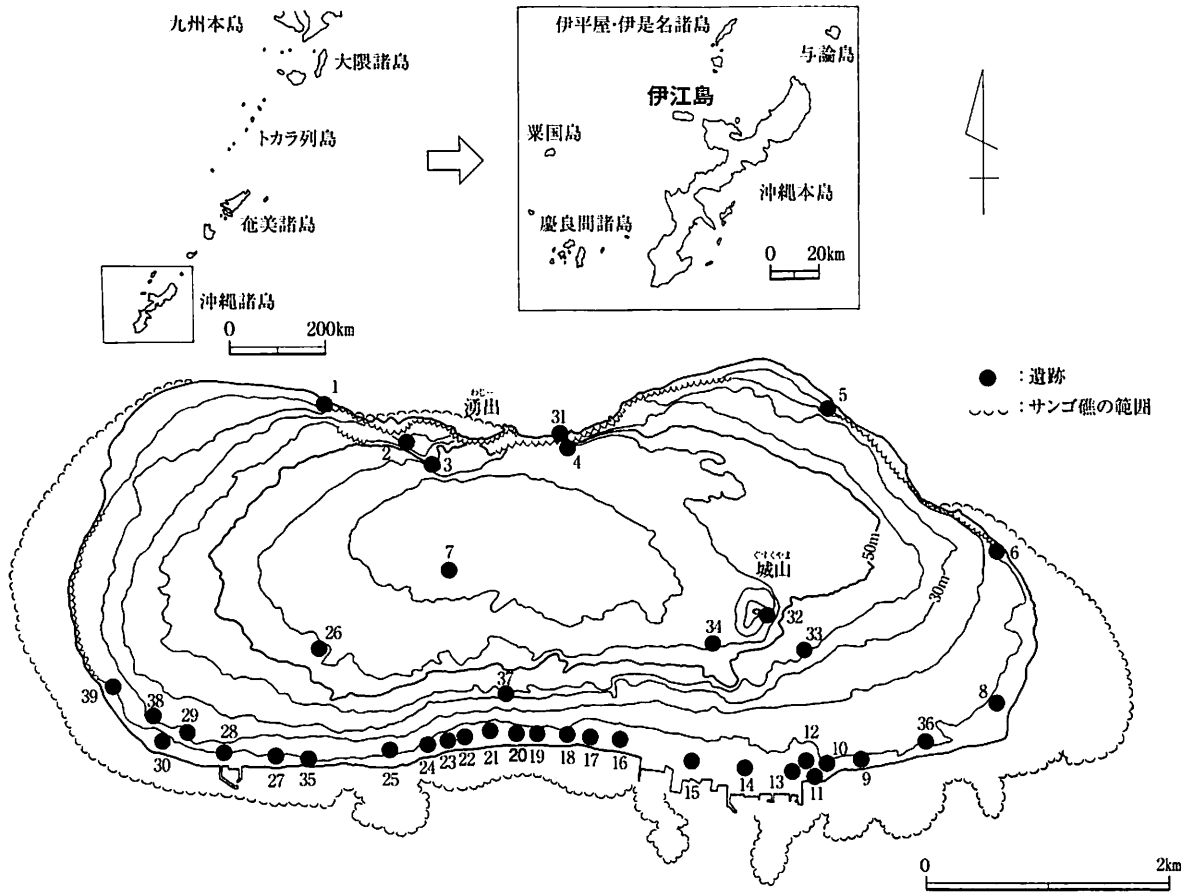 九州本島
大隅諸島
トカラ列島
奄美諸島
沖縄諸島
0 200km
伊平屋・伊是名諸島
与論島
伊江島
粟国島
沖縄本島
慶良間諸島
0 20km
●：遺跡
：サンゴ礁の範囲
1
わじー
湧出
31
5
2
3
4
50m
6
7
ぐすくやま
城山
30m
32
34
33
26
37
39
38
29
28
30
27
35
25
24
23
22
21
20
19
18
17
16
15
14
13
12
11
10
9
36
8
0 2km